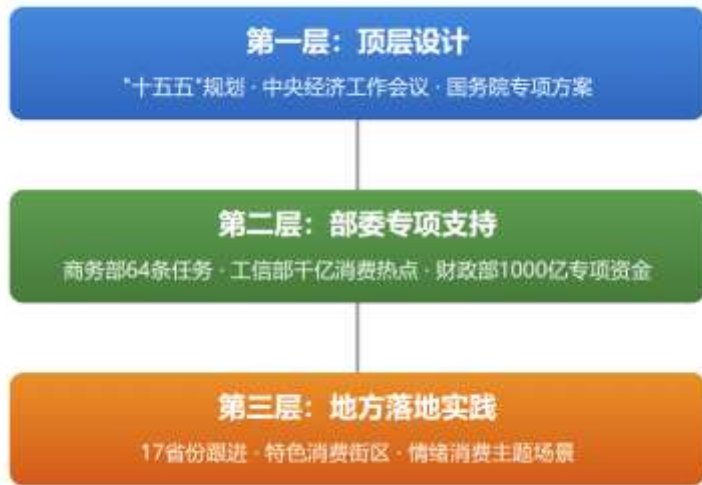 第一层：顶层设计
"十五五"规划 · 中央经济工作会议 · 国务院专项方案
第二层：部委专项支持
商务部64条任务 · 工信部千亿消费热点 · 财政部1000亿专项资金
第三层：地方落地实践
17省份跟进 · 特色消费街区 · 情绪消费主题场景